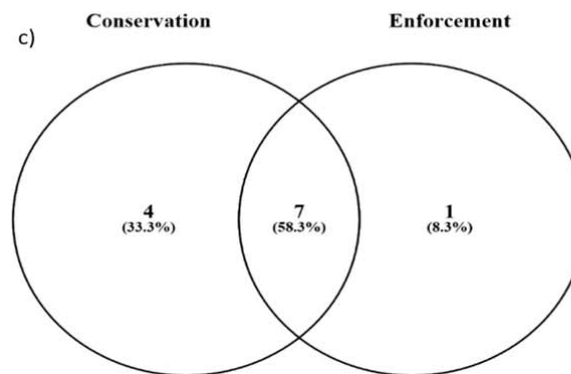 Conservation Enforcement
c)
4 7 1
(33.3%) (58.3%) (8.3%)